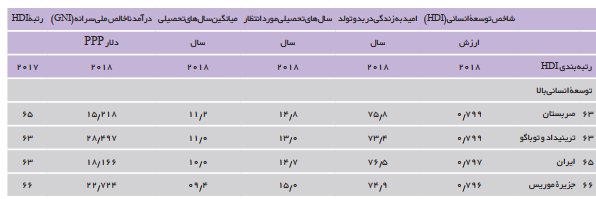 شاخص توسعهٔ انسانی (HDI) امید به زندگی در بدو تولد سال‌های تحصیلی مورد انتظار میانگین سال‌های تحصیلی درآمد ناخالص ملی سرانه (GNI) رتبه HDI
ارزش سال سال سال دلار PPP
رتبه‌بندی HDI ۲۰۱۸ ۲۰۱۸ ۲۰۱۸ ۲۰۱۸ ۲۰۱۸ ۲۰۱۷
توسعهٔ انسانی بالا
۶۳ صربستان ۰٫۷۹۹ ۷۵٫۸ ۱۴٫۸ ۱۱٫۲ ۱۵٫۲۱۸ ۶۵
۶۳ ترینیداد و توباگو ۰٫۷۹۹ ۷۳٫۴ ۱۳٫۰ ۱۱٫۰ ۲۸٫۴۹۷ ۶۳
۶۵ ایران ۰٫۷۹۷ ۷۶٫۵ ۱۴٫۷ ۱۰٫۰ ۱۸٫۱۶۶ ۶۳
۶۶ جزیرهٔ موریس ۰٫۷۹۶ ۷۴٫۹ ۱۵٫۰ ۰۹٫۴ ۲۲٫۷۲۴ ۶۶